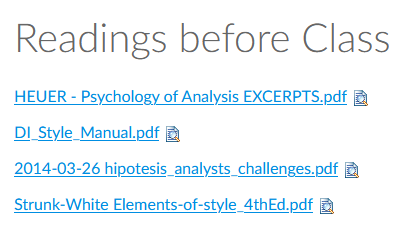 Readings before Class
HEUER - Psychology of Analysis EXCERPTS.pdf
DI_Style_Manual.pdf
2014-03-26 hipotesis_analysts_challenges.pdf
Strunk-White Elements-of-style_4thEd.pdf